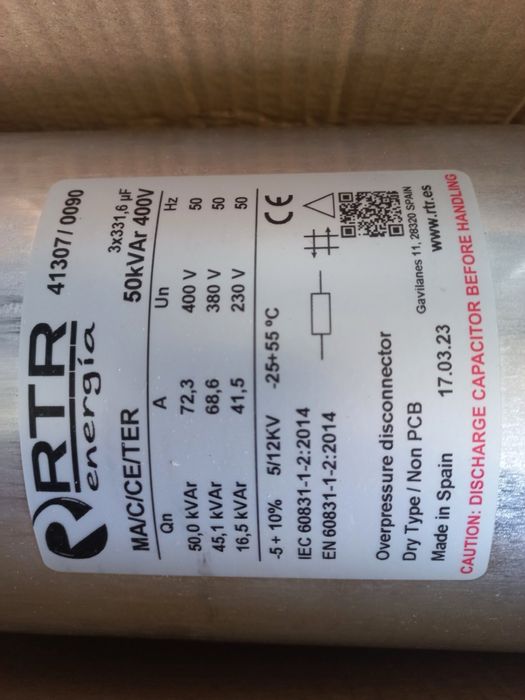 RTR
energía
41307/0090
3x331,6 µF
MA/C/CE/TER 50kVAr 400V
Qn A Un Hz
50,0 kVAr 72,3 400 V 50
45,1 kVAr 68,6 380 V 50
16,5 kVAr 41,5 230 V 50
-5 + 10% 5/12KV -25+55 ºC CE
IEC 60831-1-2:2014
EN 60831-1-2:2014
Overpressure disconnector
Dry Type / Non PCB
Gavilanes 11, 28320 SPAIN
Made in Spain 17.03.23 www.rtr.es
CAUTION: DISCHARGE CAPACITOR BEFORE HANDLING